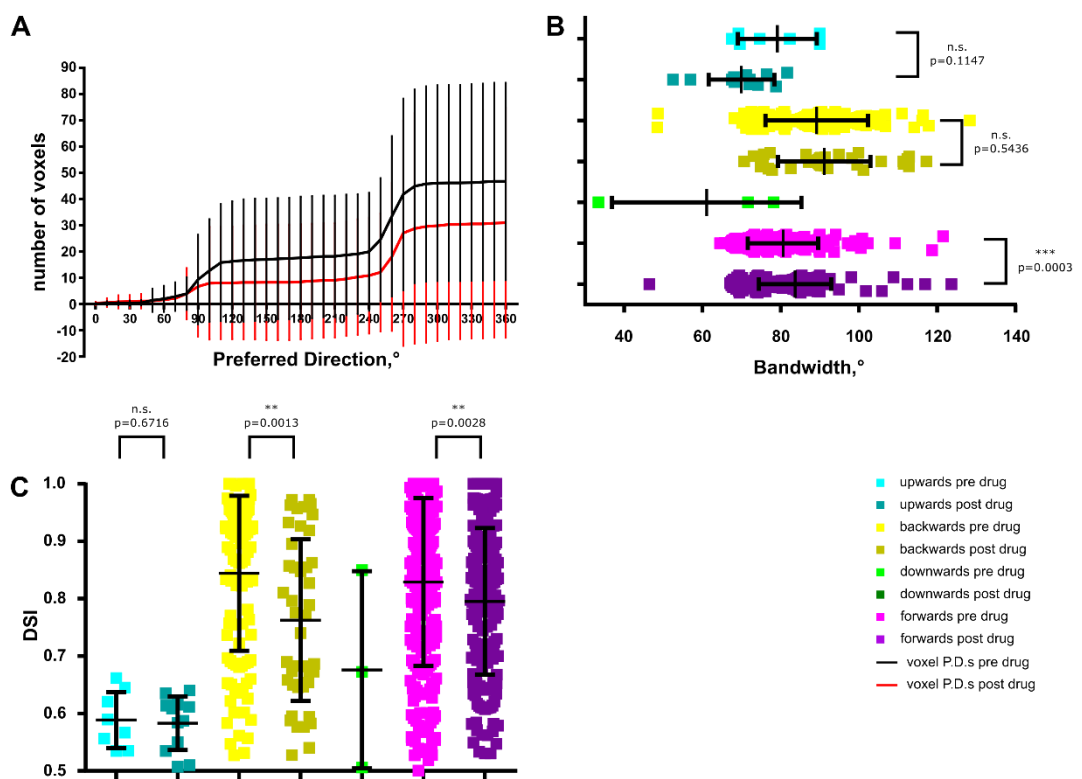 A
90
80
70
60
50
40
30
20
10
0
-10
-20
number of voxels
0 30 60 90 120 150 180 210 240 270 300 330 360
Preferred Direction,°
B
n.s.
p=0.1147
n.s.
p=0.5436
***
p=0.0003
40 60 80 100 120 140
Bandwidth,°
n.s.
p=0.6716
**
p=0.0013
**
p=0.0028
C
1.0
0.9
0.8
0.7
0.6
0.5
DSI
upwards pre drug
upwards post drug
backwards pre drug
backwards post drug
downwards pre drug
downwards post drug
forwards pre drug
forwards post drug
voxel P.D.s pre drug
voxel P.D.s post drug